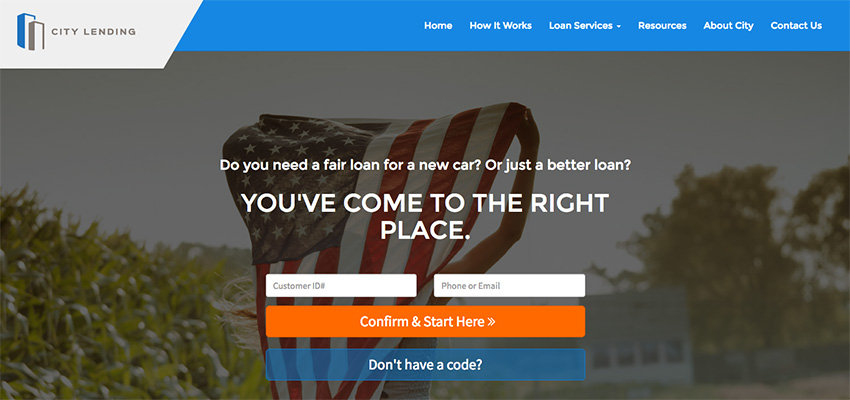 CITY LENDING
Home How It Works Loan Services Resources About City Contact Us
Do you need a fair loan for a new car? Or just a better loan?
YOU'VE COME TO THE RIGHT
PLACE.
Customer ID# Phone or Email
Confirm & Start Here »
Don't have a code?